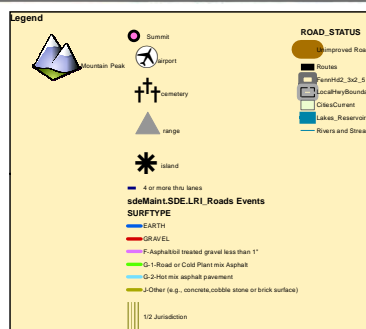 Legend
Mountain Peak
Summit
airport
cemetery
range
island
4 or more thru lanes
sdeMaint.SDE.LRI_Roads Events
SURFTYPE
EARTH
GRAVEL
F-Asphalt/oil treated gravel less than 1"
G-1-Road or Cold Plant mix Asphalt
G-2-Hot mix asphalt pavement
J-Other (e.g., concrete,cobble stone or brick surface)
1/2 Jurisdiction
ROAD_STATUS
Unimproved Roa
Routes
FennHd2_3x2_5
LocalHwyBounda
CitiesCurrent
Lakes_Reservoir
Rivers and Strea